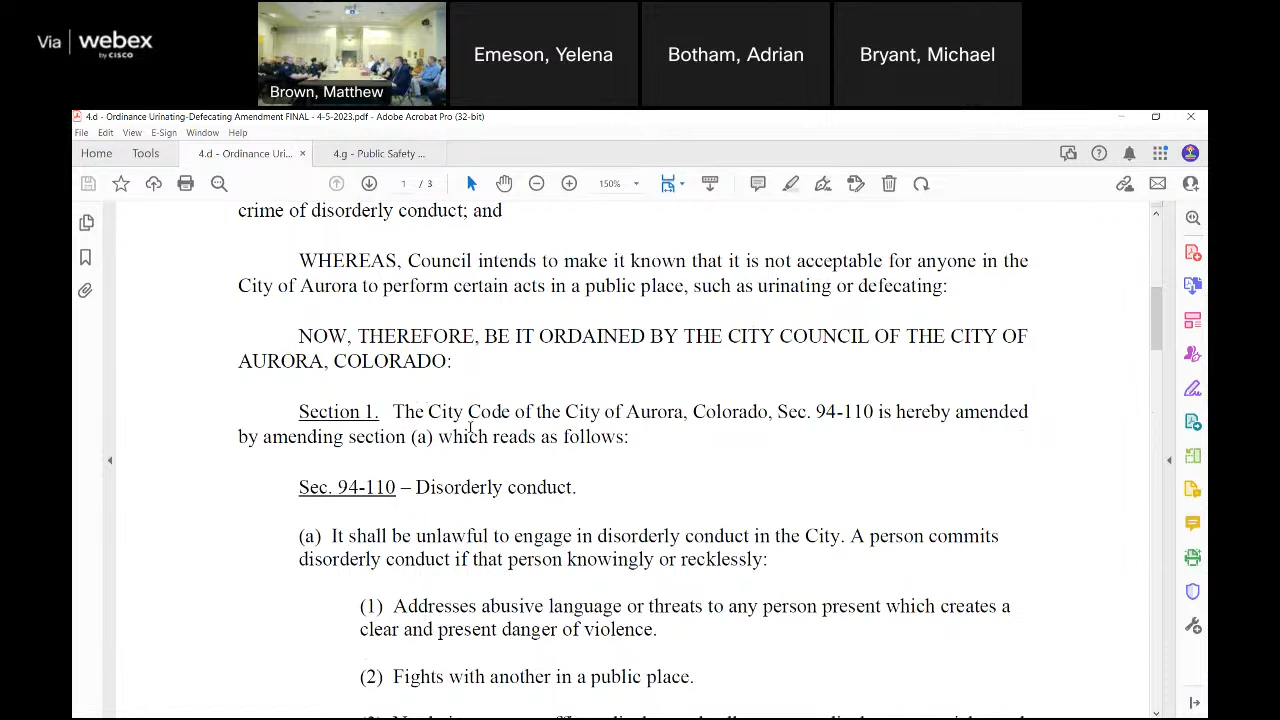 Via webex
by CISCO
Brown, Matthew
Emeson, Yelena
Botham, Adrian
Bryant, Michael
4.d - Ordinance Urinating-Defecating Amendment FINAL - 4-5-2023.pdf - Adobe Acrobat Pro (32-bit)
File Edit View E-Sign Window Help
Home Tools 4.d - Ordinance Uri... × 4.g - Public Safety ...
1 / 3 150%
crime of disorderly conduct; and
WHEREAS, Council intends to make it known that it is not acceptable for anyone in the
City of Aurora to perform certain acts in a public place, such as urinating or defecating:
NOW, THEREFORE, BE IT ORDAINED BY THE CITY COUNCIL OF THE CITY OF
AURORA, COLORADO:
Section 1. The City Code of the City of Aurora, Colorado, Sec. 94-110 is hereby amended
by amending section (a) which reads as follows:
Sec. 94-110 – Disorderly conduct.
(a) It shall be unlawful to engage in disorderly conduct in the City. A person commits
disorderly conduct if that person knowingly or recklessly:
(1) Addresses abusive language or threats to any person present which creates a
clear and present danger of violence.
(2) Fights with another in a public place.